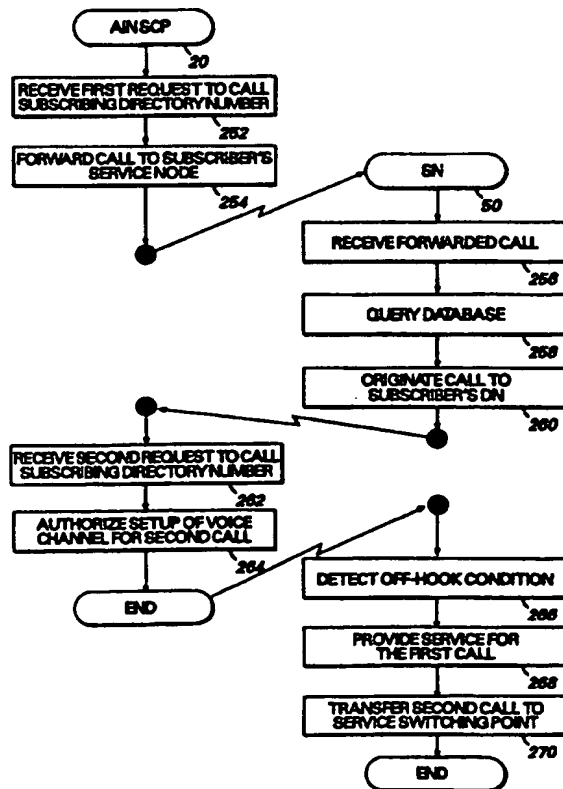 AIN SCP
20
RECEIVE FIRST REQUEST TO CALL
SUBSCRIBING DIRECTORY NUMBER
252
FORWARD CALL TO SUBSCRIBER'S
SERVICE NODE
254
SN
50
RECEIVE FORWARDED CALL
256
QUERY DATABASE
258
ORIGINATE CALL TO
SUBSCRIBER'S DN
260
RECEIVE SECOND REQUEST TO CALL
SUBSCRIBING DIRECTORY NUMBER
262
AUTHORIZE SETUP OF VOICE
CHANNEL FOR SECOND CALL
264
END
DETECT OFF-HOOK CONDITION
266
PROVIDE SERVICE FOR
THE FIRST CALL
268
TRANSFER SECOND CALL TO
SERVICE SWITCHING POINT
270
END